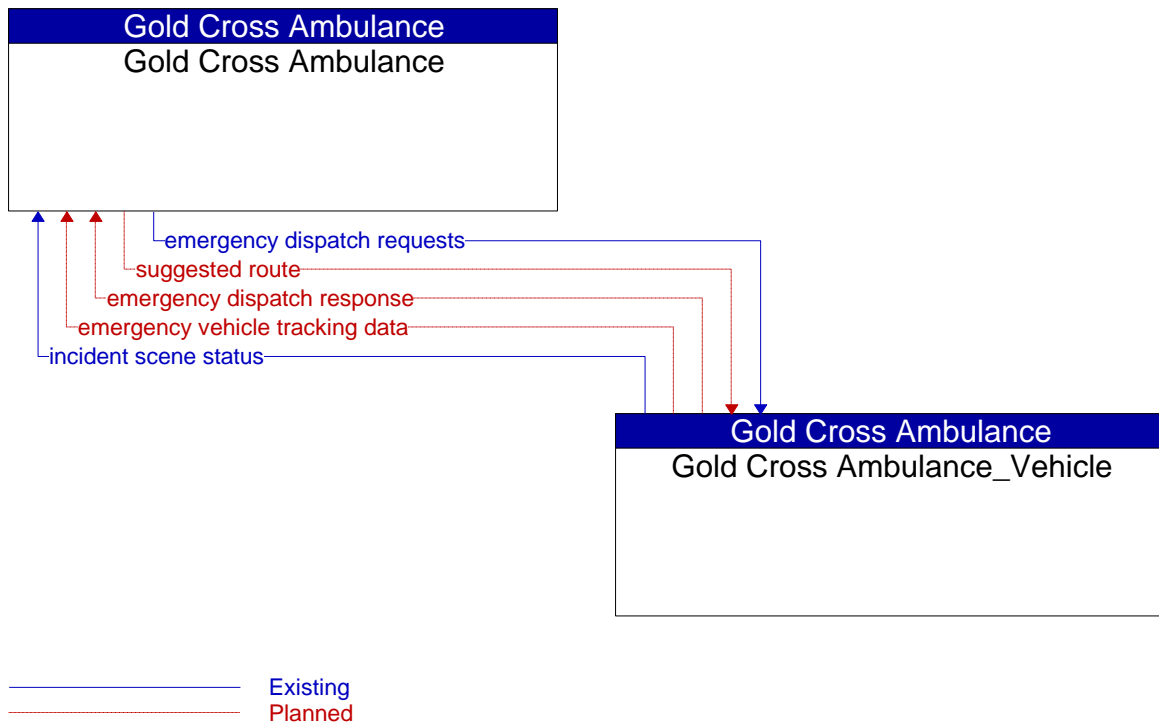 Gold Cross Ambulance
Gold Cross Ambulance
emergency dispatch requests
suggested route
emergency dispatch response
emergency vehicle tracking data
incident scene status
Gold Cross Ambulance
Gold Cross Ambulance_Vehicle
Existing
Planned